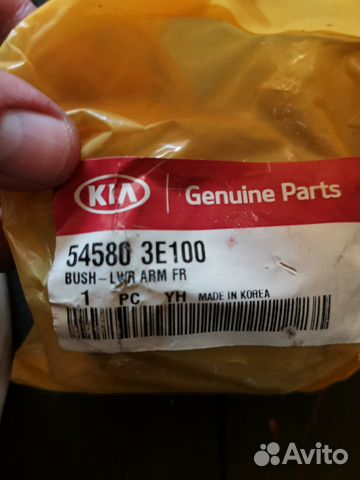 KIA
Genuine Parts
54580 3E100
BUSH-LWR ARM FR
1 PC YH MADE IN KOREA
Avito